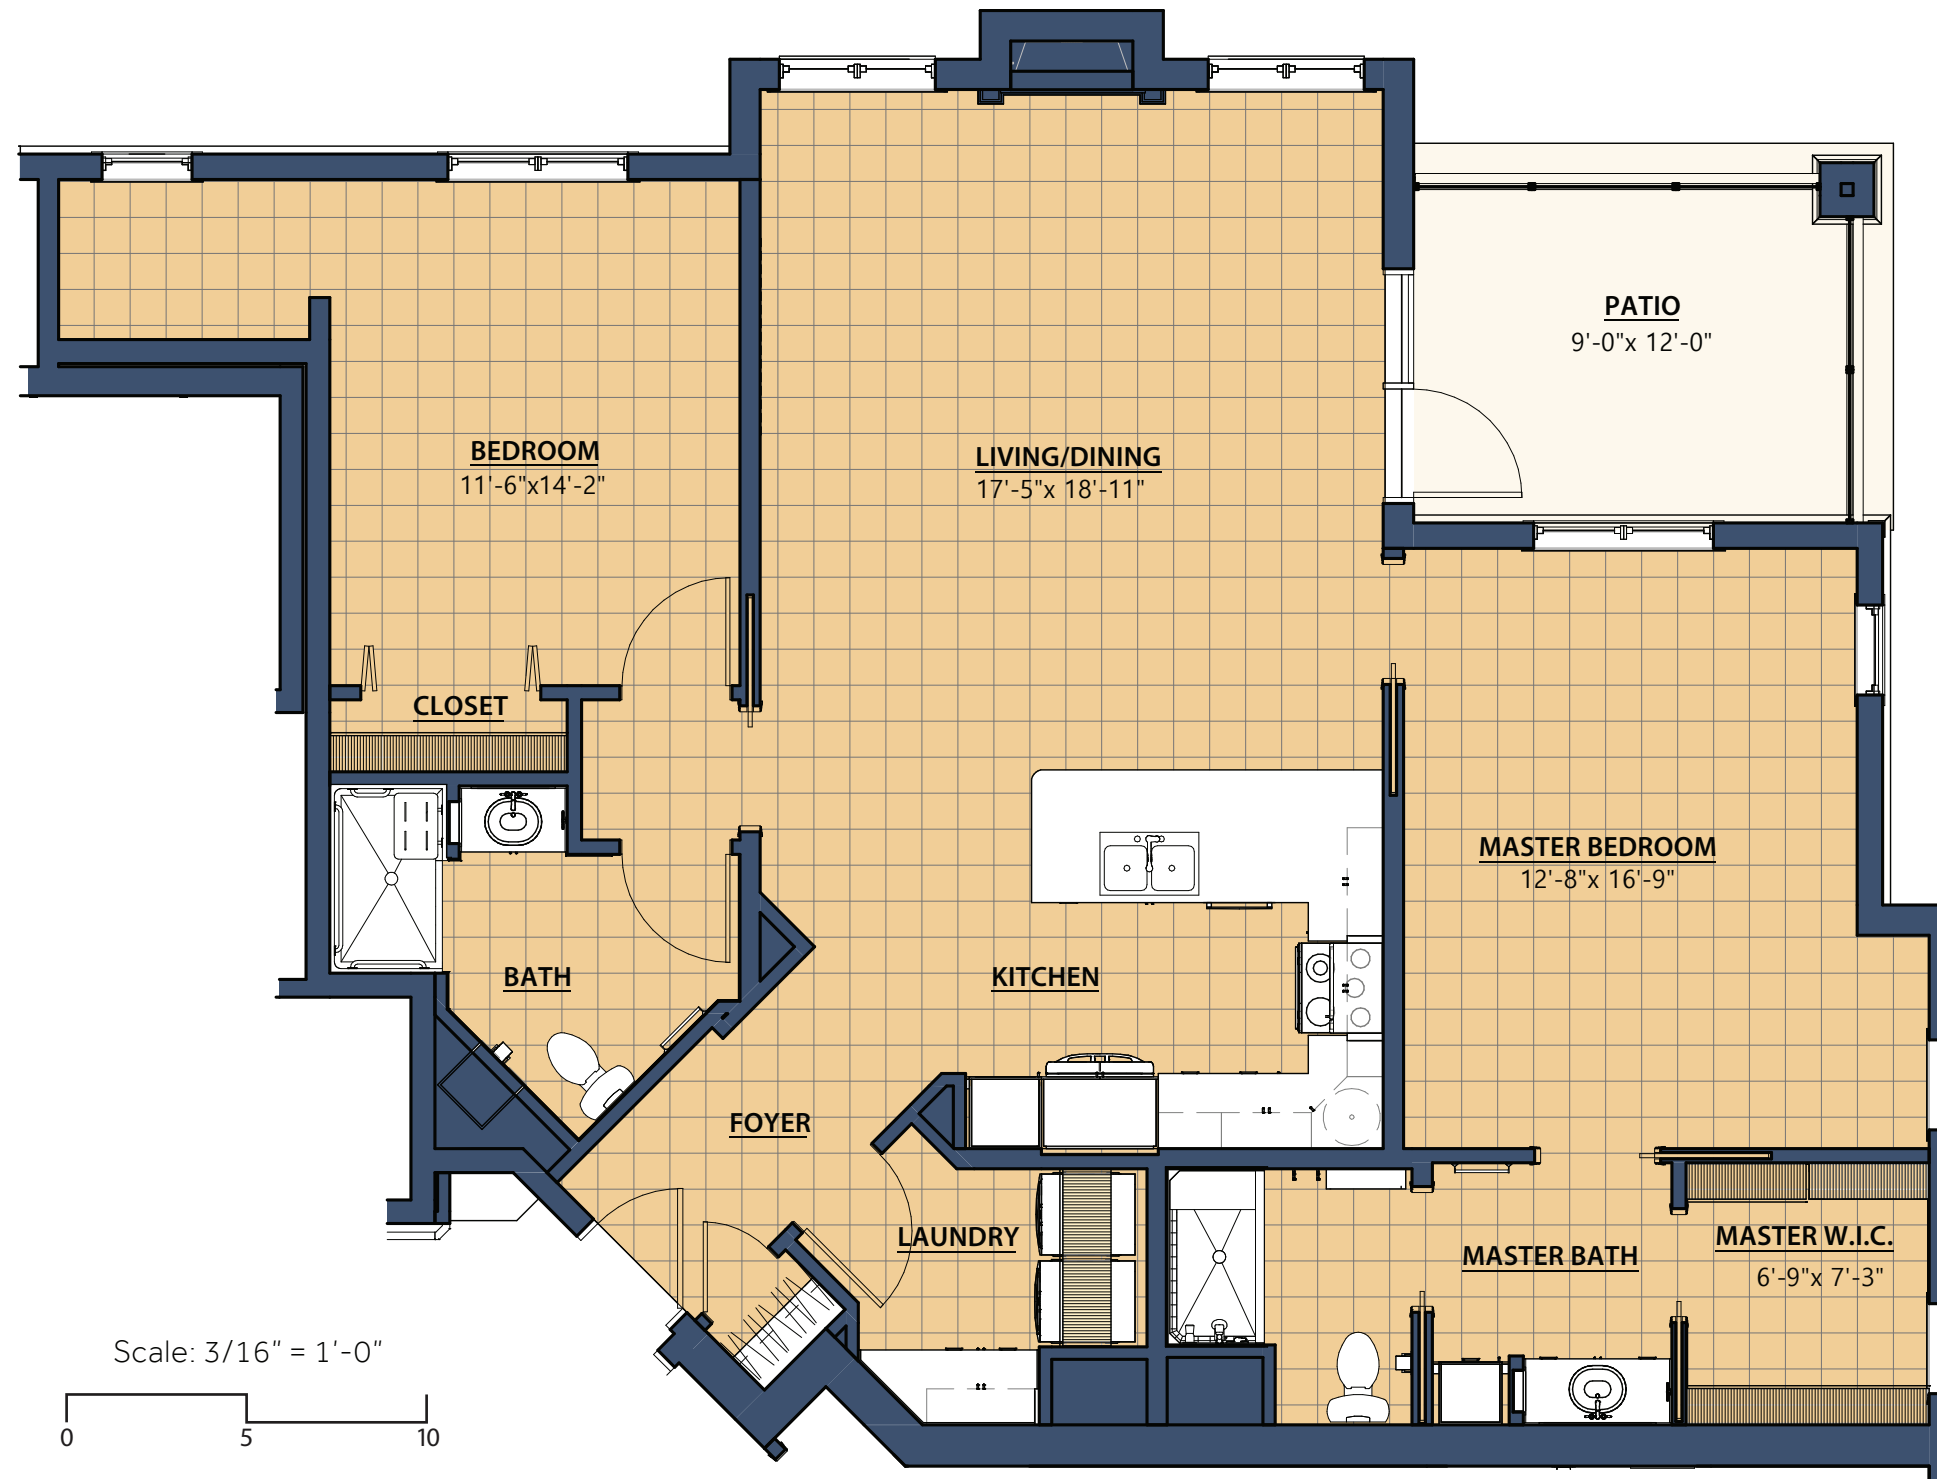 PATIO
9'-0"x 12'-0"
BEDROOM
11'-6"x14'-2"
LIVING/DINING
17'-5"x 18'-11"
CLOSET
MASTER BEDROOM
12'-8"x 16'-9"
BATH
KITCHEN
FOYER
LAUNDRY
MASTER BATH
MASTER W.I.C.
6'-9"x 7'-3"
Scale: 3/16" = 1'-0"
0 5 10